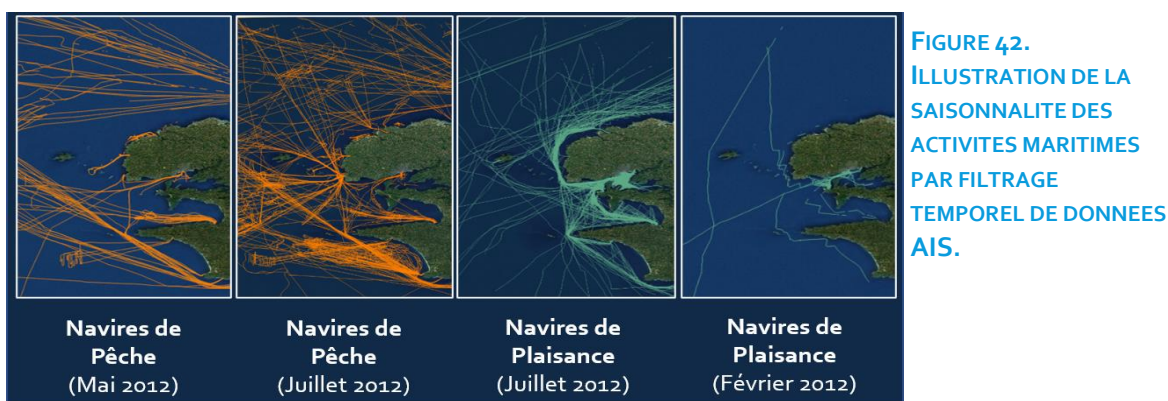 FIGURE 42.
ILLUSTRATION DE LA
SAISONNALITE DES
ACTIVITES MARITIMES
PAR FILTRAGE
TEMPOREL DE DONNEES
AIS.
Navires de
Pêche
(Mai 2012)
Navires de
Pêche
(Juillet 2012)
Navires de
Plaisance
(Juillet 2012)
Navires de
Plaisance
(Février 2012)